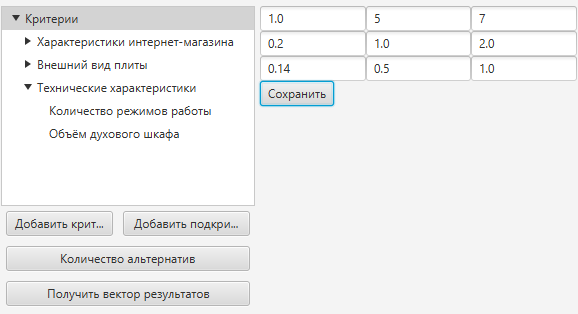 Критерии
Характеристики интернет-магазина
Внешний вид плиты
Технические характеристики
Количество режимов работы
Объём духового шкафа
Добавить крит... Добавить подкри...
Количество альтернатив
Получить вектор результатов
1.0 5 7
0.2 1.0 2.0
0.14 0.5 1.0
Сохранить